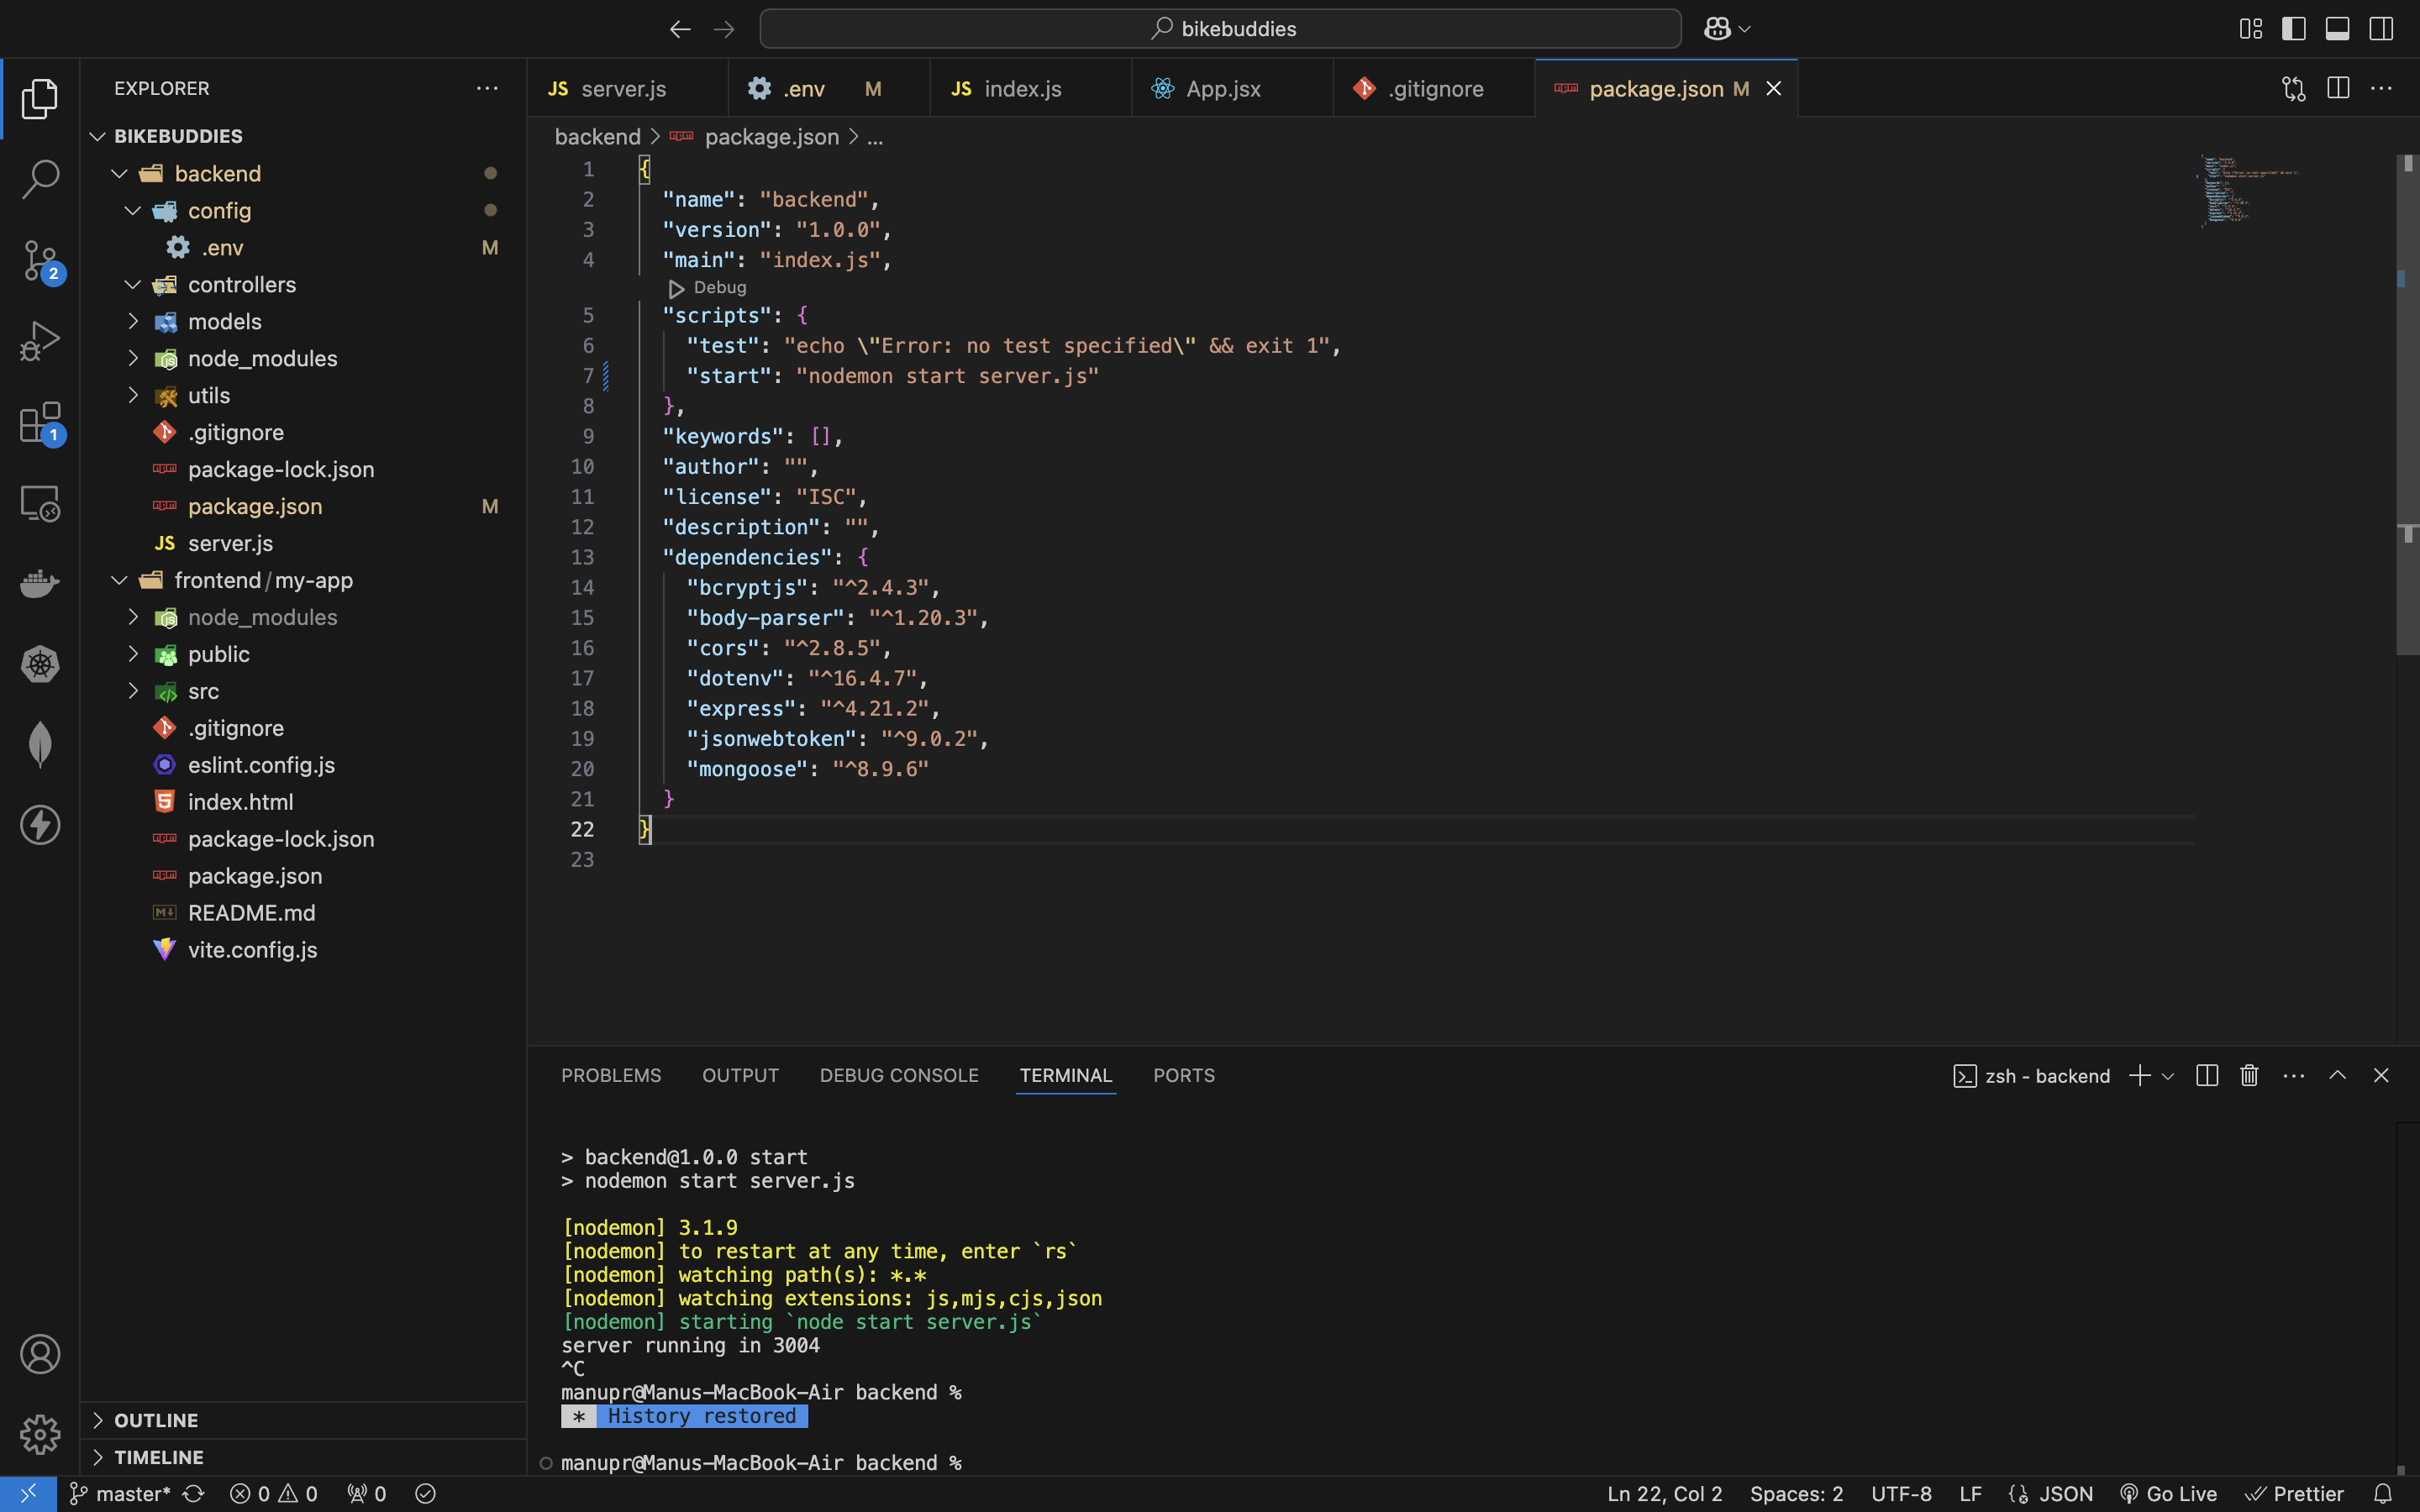 bikebuddies
EXPLORER
JS server.js
.env M
JS index.js
App.jsx
.gitignore
package.json M
BIKEBUDDIES
backend
config
.env M
controllers
models
node_modules
utils
.gitignore
package-lock.json
package.json M
JS server.js
frontend/my-app
node_modules
public
src
.gitignore
eslint.config.js
index.html
package-lock.json
package.json
README.md
vite.config.js
OUTLINE
TIMELINE
2
1
backend > package.json > ...
1 {
2 "name": "backend",
3 "version": "1.0.0",
4 "main": "index.js",
Debug
5 "scripts": {
6 "test": "echo \"Error: no test specified\" && exit 1",
7 "start": "nodemon start server.js"
8 },
9 "keywords": [],
10 "author": "",
11 "license": "ISC",
12 "description": "",
13 "dependencies": {
14 "bcryptjs": "^2.4.3",
15 "body-parser": "^1.20.3",
16 "cors": "^2.8.5",
17 "dotenv": "^16.4.7",
18 "express": "^4.21.2",
19 "jsonwebtoken": "^9.0.2",
20 "mongoose": "^8.9.6"
21 }
22 }
23
PROBLEMS OUTPUT DEBUG CONSOLE TERMINAL PORTS
zsh - backend
> backend@1.0.0 start
> nodemon start server.js
[nodemon] 3.1.9
[nodemon] to restart at any time, enter `rs`
[nodemon] watching path(s): *.*
[nodemon] watching extensions: js,mjs,cjs,json
[nodemon] starting `node start server.js`
server running in 3004
^C
manupr@Manus-MacBook-Air backend %
* History restored
manupr@Manus-MacBook-Air backend %
master* 0 0 0
Ln 22, Col 2 Spaces: 2 UTF-8 LF JSON Go Live Prettier